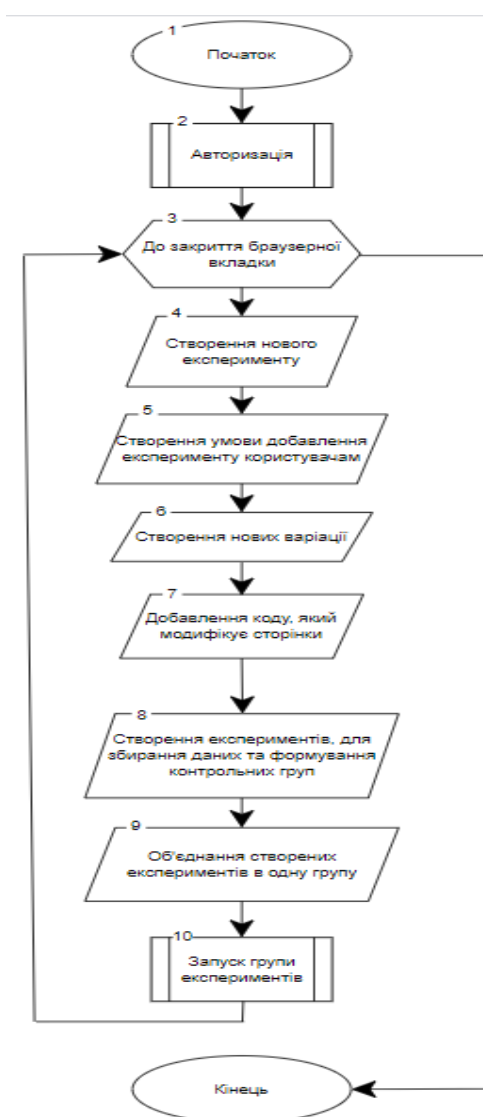 1
Початок
2
Авторизація
3
До закриття браузерної
вкладки
4
Створення нового
експерименту
5
Створення умови добавлення
експерименту користувачам
6
Створення нових варіації
7
Добавлення коду, який
модифікує сторінки
8
Створення експериментів, для
збирання даних та формування
контрольних груп
9
Об'єднання створених
експериментів в одну групу
10
Запуск групи
експериментів
Кінець